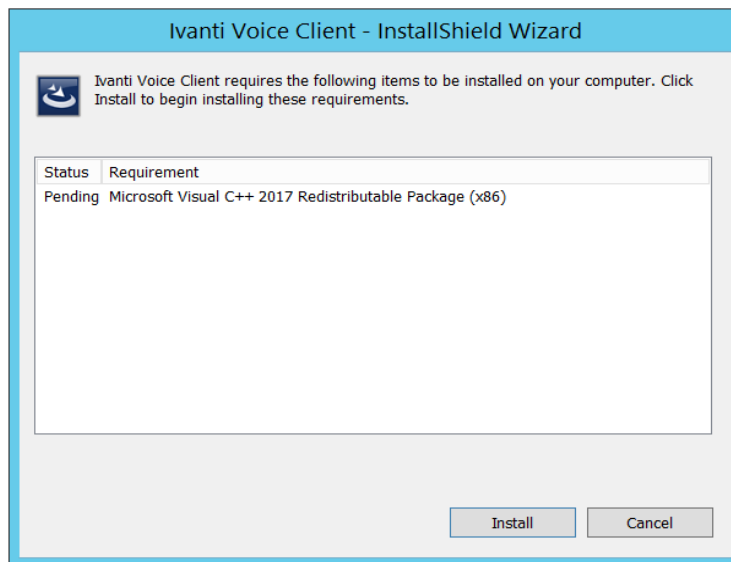 Ivanti Voice Client - InstallShield Wizard
Ivanti Voice Client requires the following items to be installed on your computer. Click
Install to begin installing these requirements.
Status Requirement
Pending Microsoft Visual C++ 2017 Redistributable Package (x86)
Install Cancel